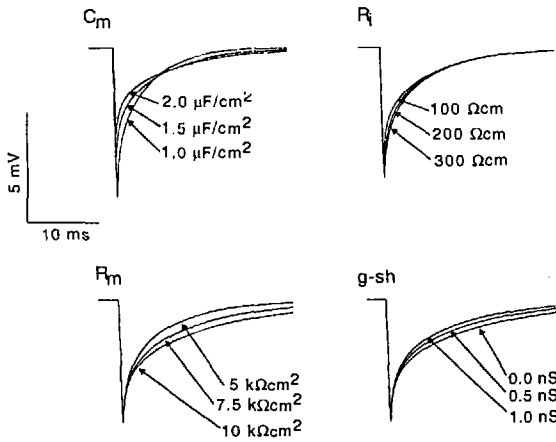 Cm
Ri
2.0 μF/cm²
1.5 μF/cm²
1.0 μF/cm²
100 Ωcm
200 Ωcm
300 Ωcm
5 mV
10 ms
Rm
g-sh
5 kΩcm²
7.5 kΩcm²
10 kΩcm²
0.0 nS
0.5 nS
1.0 nS